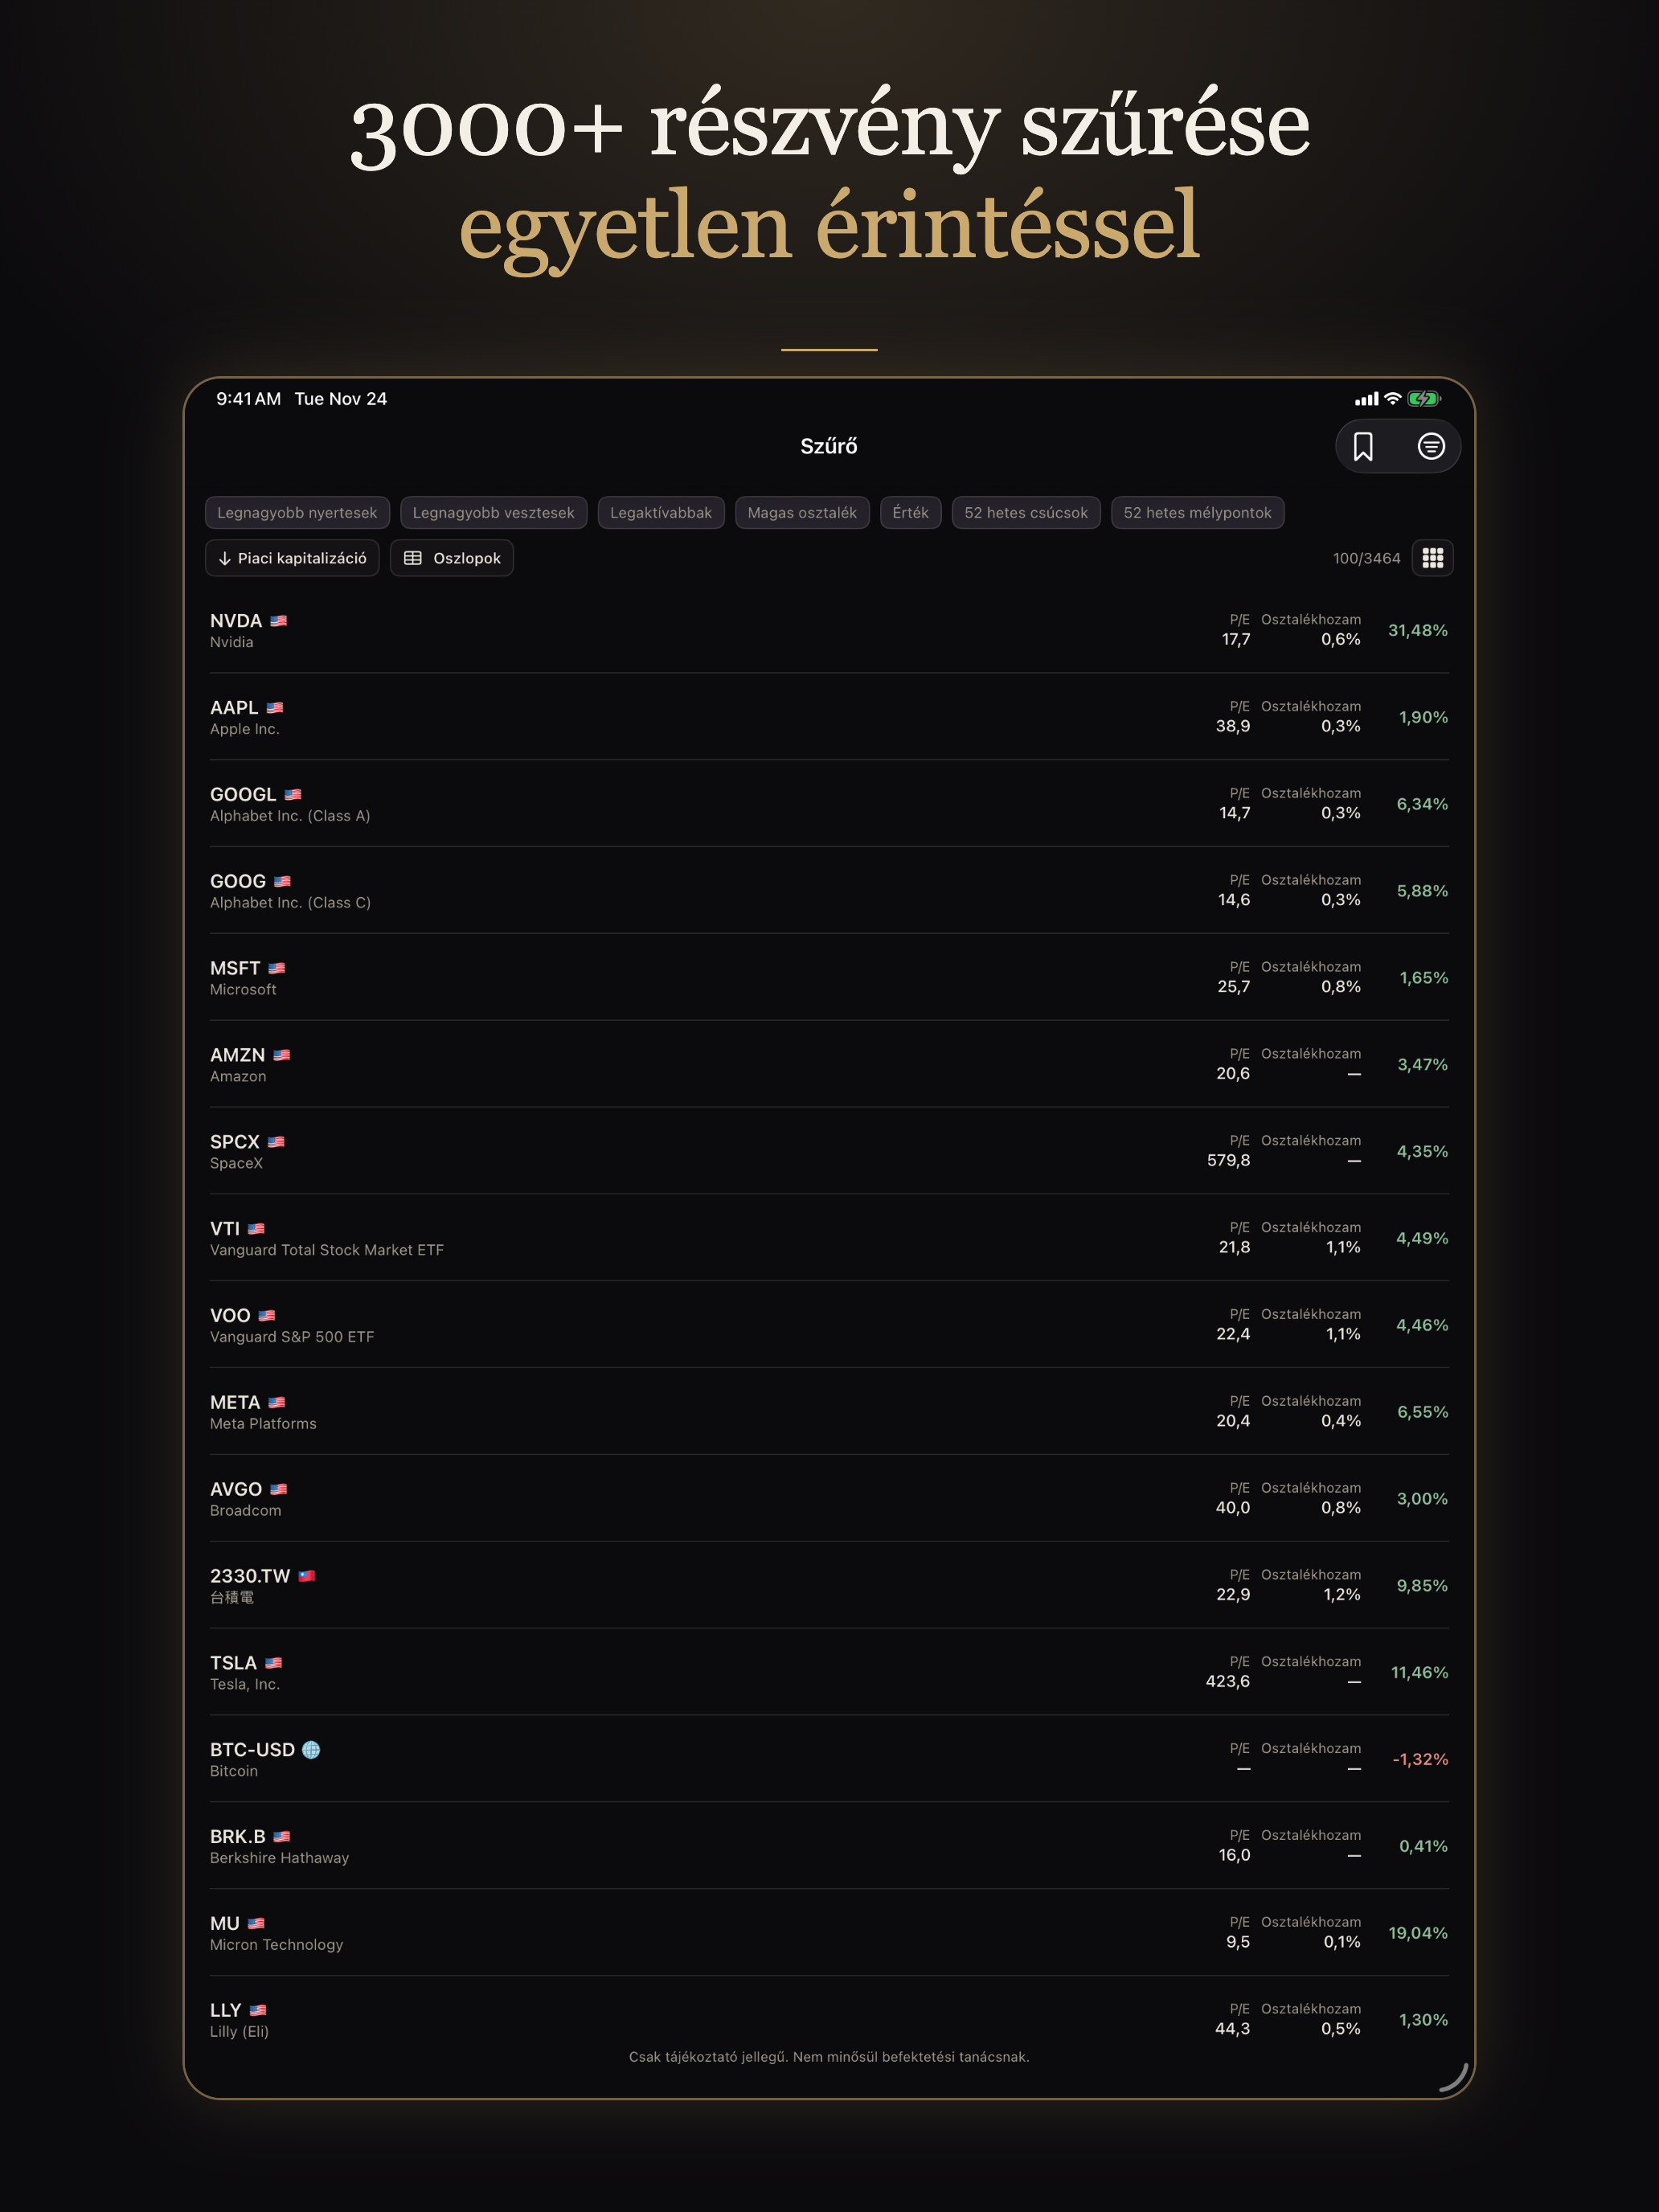 3000+ részvény szűrése
egyetlen érintéssel
9:41 AM Tue Nov 24
Szűrő
Legnagyobb nyertesek Legnagyobb vesztesek Legaktívabbak Magas osztalék Érték 52 hetes csúcsok 52 hetes mélypontok
↓ Piaci kapitalizáció Oszlopok 100/3464
NVDA P/E Osztalékhozam 31,48%
Nvidia 17,7 0,6%
AAPL P/E Osztalékhozam 1,90%
Apple Inc. 38,9 0,3%
GOOGL P/E Osztalékhozam 6,34%
Alphabet Inc. (Class A) 14,7 0,3%
GOOG P/E Osztalékhozam 5,88%
Alphabet Inc. (Class C) 14,6 0,3%
MSFT P/E Osztalékhozam 1,65%
Microsoft 25,7 0,8%
AMZN P/E Osztalékhozam 3,47%
Amazon 20,6 —
SPCX P/E Osztalékhozam 4,35%
SpaceX 579,8 —
VTI P/E Osztalékhozam 4,49%
Vanguard Total Stock Market ETF 21,8 1,1%
VOO P/E Osztalékhozam 4,46%
Vanguard S&P 500 ETF 22,4 1,1%
META P/E Osztalékhozam 6,55%
Meta Platforms 20,4 0,4%
AVGO P/E Osztalékhozam 3,00%
Broadcom 40,0 0,8%
2330.TW P/E Osztalékhozam 9,85%
台積電 22,9 1,2%
TSLA P/E Osztalékhozam 11,46%
Tesla, Inc. 423,6 —
BTC-USD P/E Osztalékhozam -1,32%
Bitcoin — —
BRK.B P/E Osztalékhozam 0,41%
Berkshire Hathaway 16,0 —
MU P/E Osztalékhozam 19,04%
Micron Technology 9,5 0,1%
LLY P/E Osztalékhozam 1,30%
Lilly (Eli) 44,3 0,5%
Csak tájékoztató jellegű. Nem minősül befektetési tanácsnak.